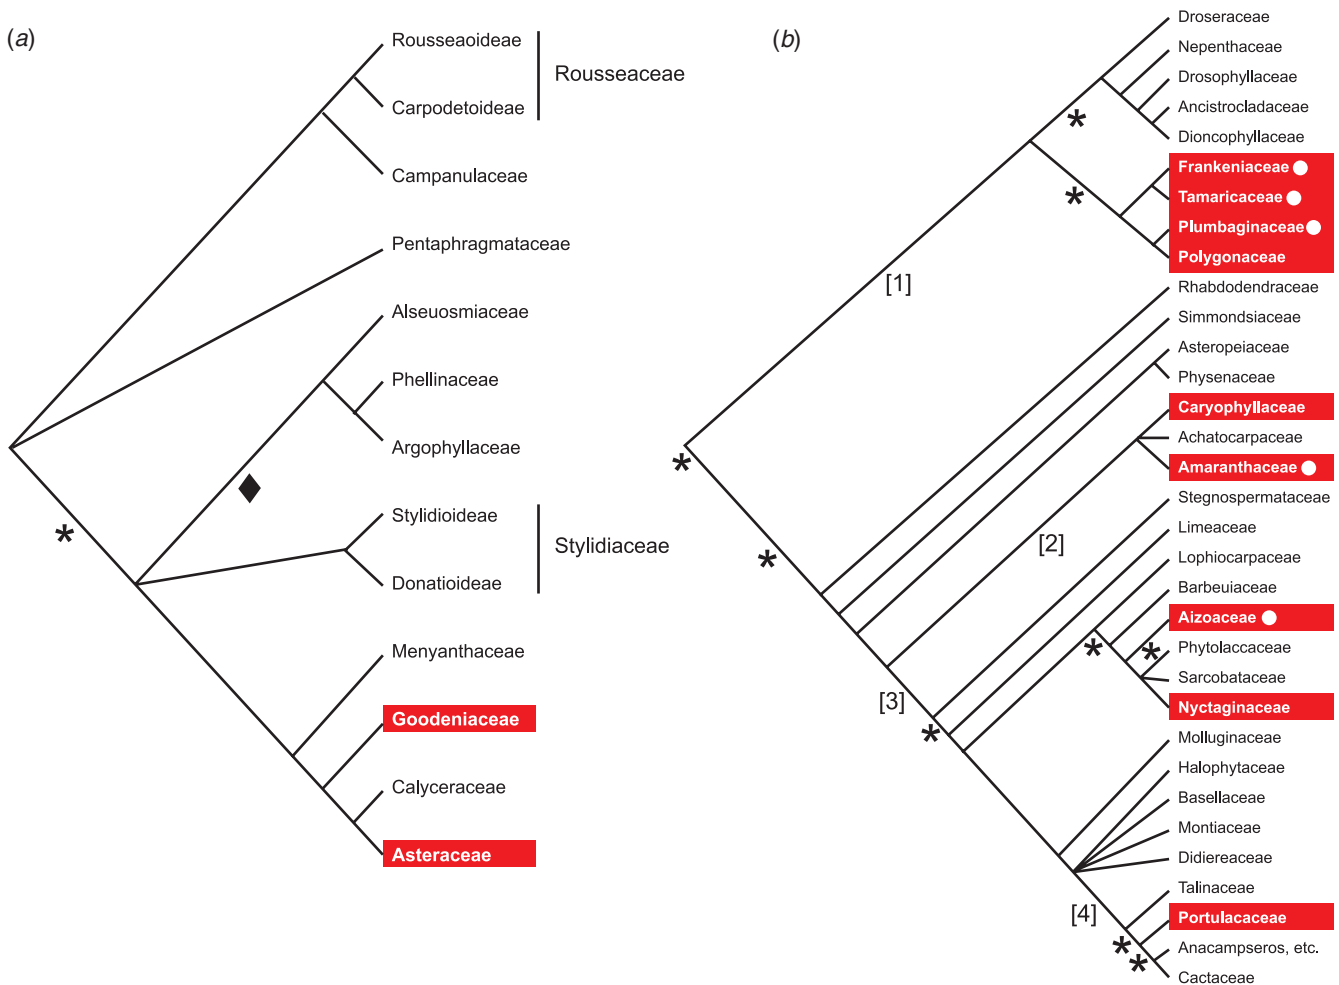 (a)
Rousseaoideae
Rousseaceae
Carpodetoideae
Campanulaceae
Pentaphragmataceae
Alseuosmiaceae
Phellinaceae
Argophyllaceae
Stylidioideae
Stylidiaceae
Donatioideae
*
Menyanthaceae
Goodeniaceae
Calyceraceae
Asteraceae
(b)
Droseraceae
Nepenthaceae
Drosophyllaceae
Ancistrocladaceae
*
Dioncophyllaceae
Frankeniaceae
*
Tamaricaceae
Plumbaginaceae
Polygonaceae
[1]
Rhabdodendraceae
Simmondsiaceae
Asteropeiaceae
Physenaceae
Caryophyllaceae
Achatocarpaceae
*
Amaranthaceae
Stegnospermataceae
Limeaceae
[2]
*
Lophiocarpaceae
Barbeuiaceae
Aizoaceae
*
*
Phytolaccaceae
Sarcobataceae
[3]
Nyctaginaceae
*
Molluginaceae
Halophytaceae
Basellaceae
Montiaceae
Didiereaceae
Talinaceae
[4]
Portulacaceae
*
*
Anacampseros, etc.
Cactaceae